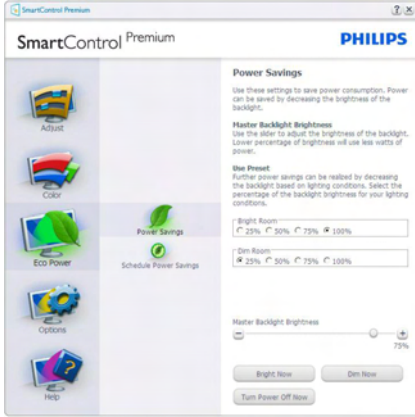 SmartControl Premium
SmartControl Premium
PHILIPS
Adjust
Color
Eco Power
Options
Help
Power Savings
Schedule Power Savings
Power Savings
Use these settings to save power consumption. Power
can be saved by decreasing the brightness of the
backlight.
Master Backlight Brightness
Use the slider to adjust the brightness of the backlight.
Lower percentage of brightness will use less watts of
power.
Use Preset
Further power savings can be realized by decreasing
the backlight based on lighting conditions. Select the
percentage of the backlight brightness for your lighting
conditions.
Bright Room
25% 50% 75% 100%
Dim Room
25% 50% 75% 100%
Master Backlight Brightness
75%
Bright Now Dim Now
Turn Power Off Now